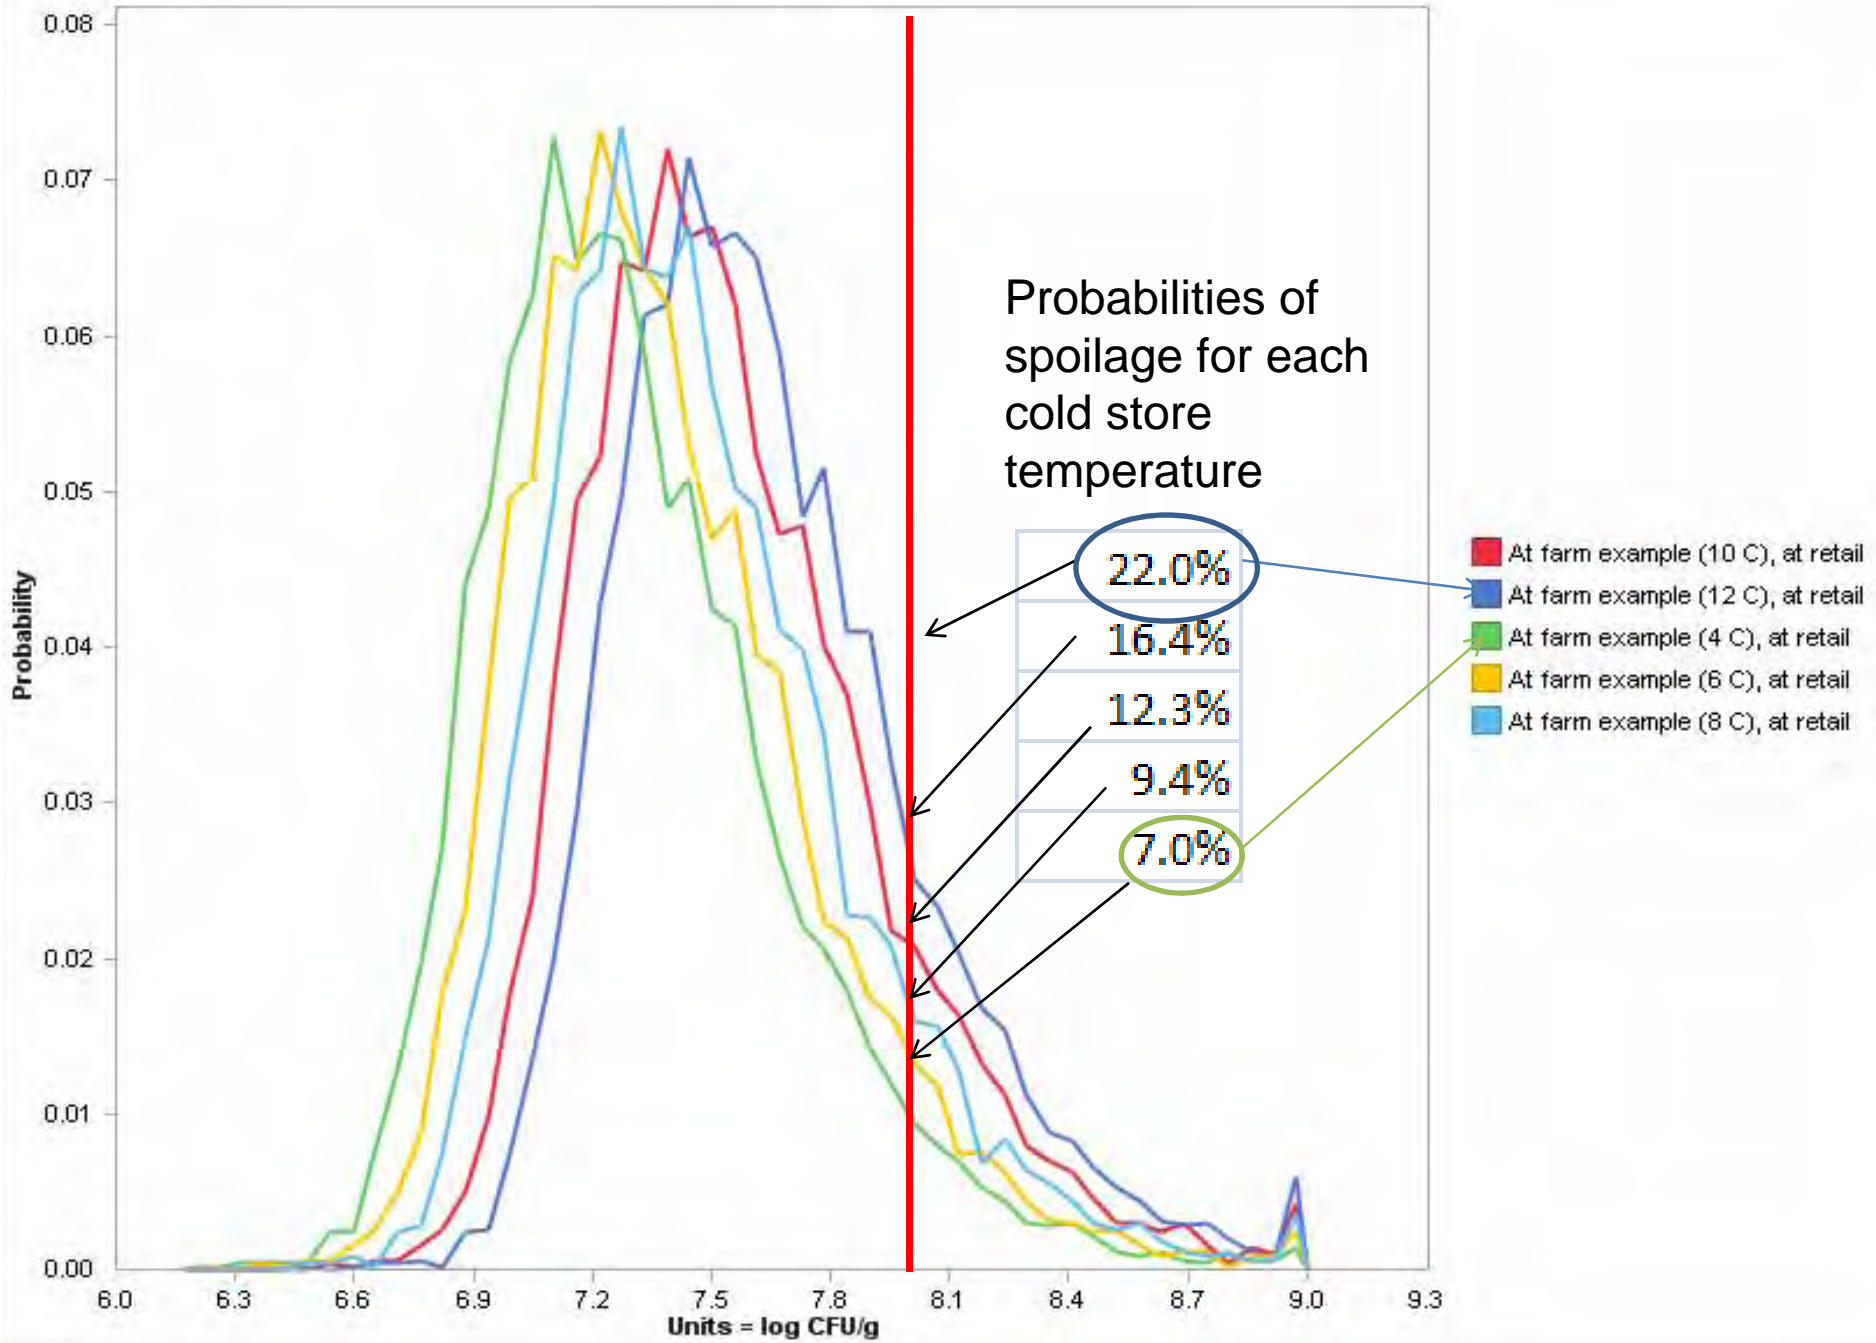 0.08
0.07
0.06
0.05
0.04
0.03
0.02
0.01
0.00
Probability
6.0 6.3 6.6 6.9 7.2 7.5 7.8 8.1 8.4 8.7 9.0 9.3
Units = log CFU/g
Probabilities of
spoilage for each
cold store
temperature
22.0%
16.4%
12.3%
9.4%
7.0%
At farm example (10 C), at retail
At farm example (12 C), at retail
At farm example (4 C), at retail
At farm example (6 C), at retail
At farm example (8 C), at retail